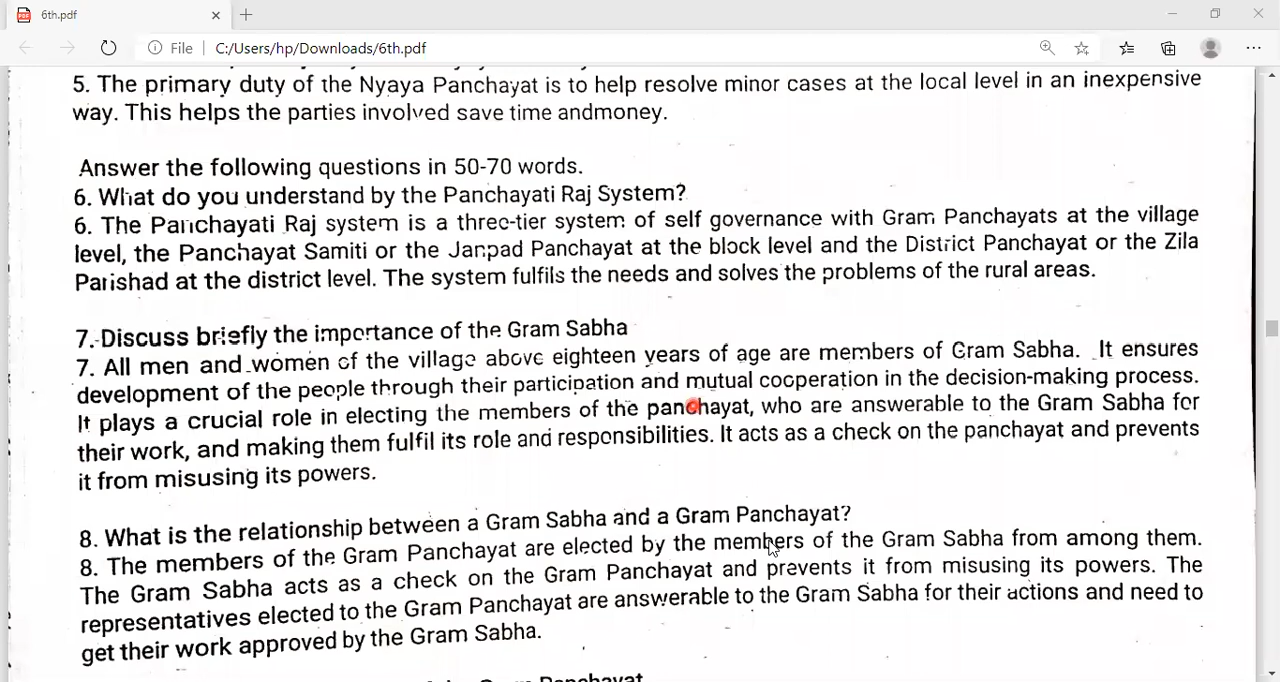 6th.pdf
File
C:/Users/hp/Downloads/6th.pdf
5. The primary duty of the Nyaya Panchayat is to help resolve minor cases at the local level in an inexpensive
way. This helps the parties involved save time andmoney.
Answer the following questions in 50-70 words.
6. What do you understand by the Panchayati Raj System?
6. The Panchayati Raj system is a three-tier system of self governance with Gram Panchayats at the village
level, the Panchayat Samiti or the Janpad Panchayat at the block level and the District Panchayat or the Zila
Parishad at the district level. The system fulfils the needs and solves the problems of the rural areas.
7. Discuss briefly the importance of the Gram Sabha
7. All men and women of the village above eighteen years of age are members of Gram Sabha. It ensures
development of the people through their participation and mutual cooperation in the decision-making process.
It plays a crucial role in electing the members of the panchayat, who are answerable to the Gram Sabha for
their work, and making them fulfil its role and responsibilities. It acts as a check on the panchayat and prevents
it from misusing its powers.
8. What is the relationship between a Gram Sabha and a Gram Panchayat?
8. The members of the Gram Panchayat are elected by the members of the Gram Sabha from among them.
The Gram Sabha acts as a check on the Gram Panchayat and prevents it from misusing its powers. The
representatives elected to the Gram Panchayat are answerable to the Gram Sabha for their actions and need to
get their work approved by the Gram Sabha.
Gram Panchayat